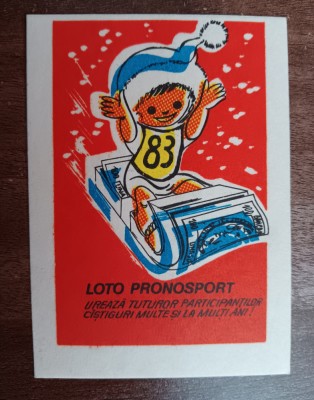 83
LOTO PRONOSPORT
UREAZĂ TUTUROR PARTICIPANȚILOR
CÎȘTIGURI MULTE ȘI LA MULȚI ANI!